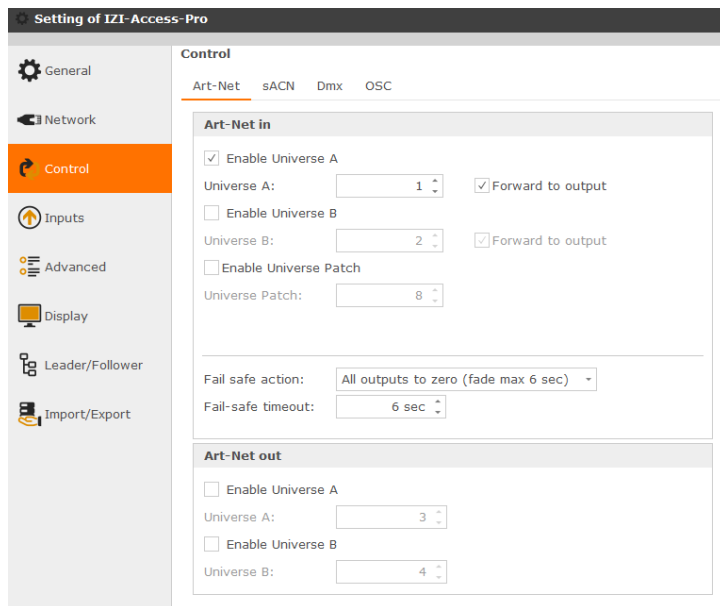 Setting of IZI-Access-Pro
General
Network
Control
Inputs
Advanced
Display
Leader/Follower
Import/Export
Control
Art-Net sACN Dmx OSC
Art-Net in
Enable Universe A
Universe A: 1 Forward to output
Enable Universe B
Universe B: 2 Forward to output
Enable Universe Patch
Universe Patch: 8
Fail safe action: All outputs to zero (fade max 6 sec)
Fail-safe timeout: 6 sec
Art-Net out
Enable Universe A
Universe A: 3
Enable Universe B
Universe B: 4